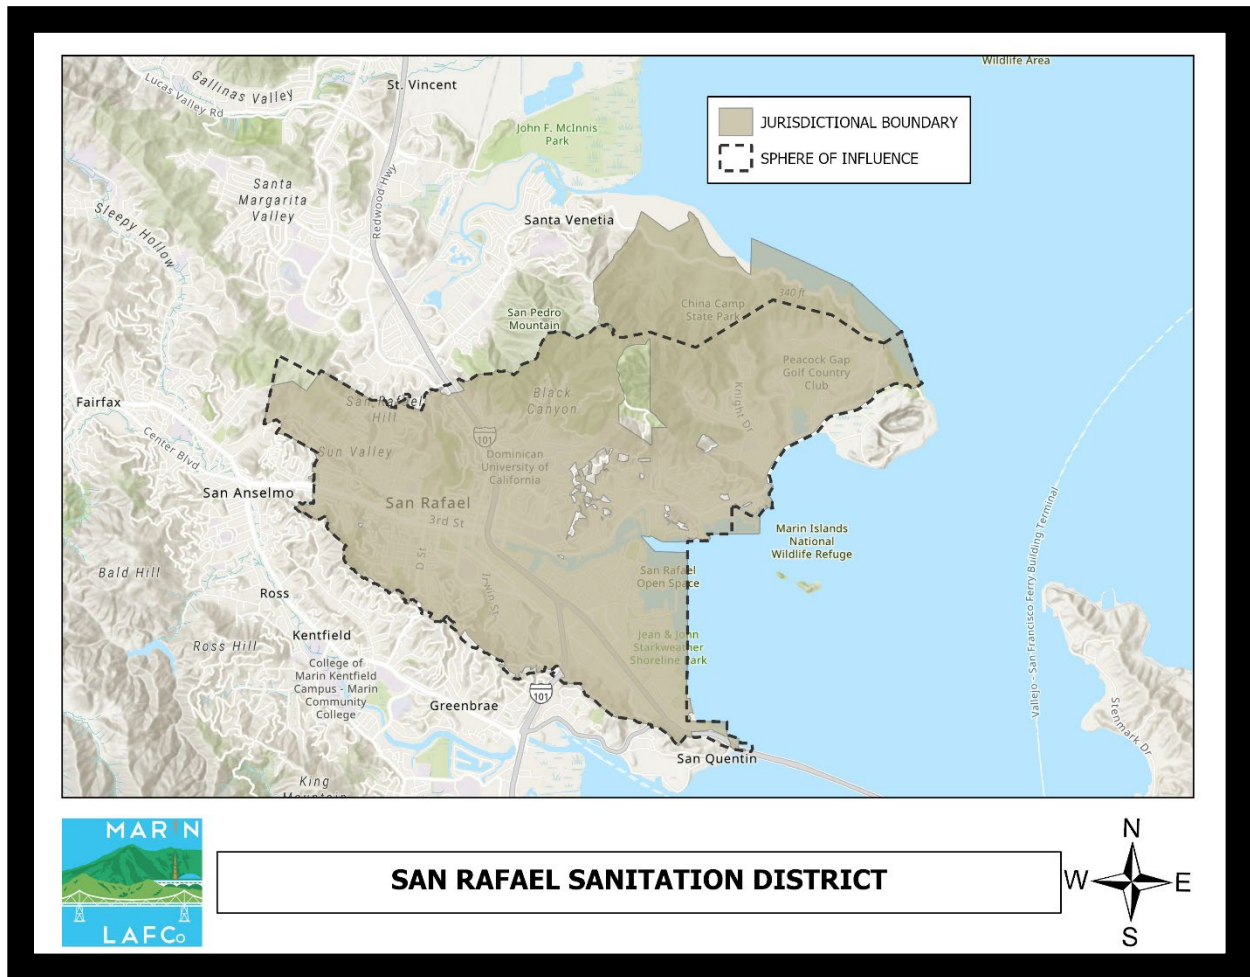 Wildlife Area
Gallinas Valley
Lucas Valley Rd
St. Vincent
JURISDICTIONAL BOUNDARY
SPHERE OF INFLUENCE
John F. McInnis
Park
Santa
Margarita
Valley
Redwood Hwy
Sleepy Hollow
Santa Venetia
340 ft
China Camp
State Park
San Pedro
Mountain
Peacock Gap
Golf Country
Club
Fairfax
San Rafael
Hill
Black
Canyon
Knight Dr
Center Blvd
101
Sun Valley
Dominican
University of
California
San Anselmo
San Rafael
3rd St
Marin Islands
National
Wildlife Refuge
Vallejo - San Francisco Ferry Building Terminal
D St
Irwin St
San Rafael
Open Space
Bald Hill
Ross
Jean & John
Starkweather
Shoreline Park
Ross Hill
Kentfield
College of
Marin Kentfield
Campus - Marin
Community
College
101
Greenbrae
Stenmark Dr
San Quentin
King
Mountain
MARIN
LAFCo
SAN RAFAEL SANITATION DISTRICT
N
W
E
S